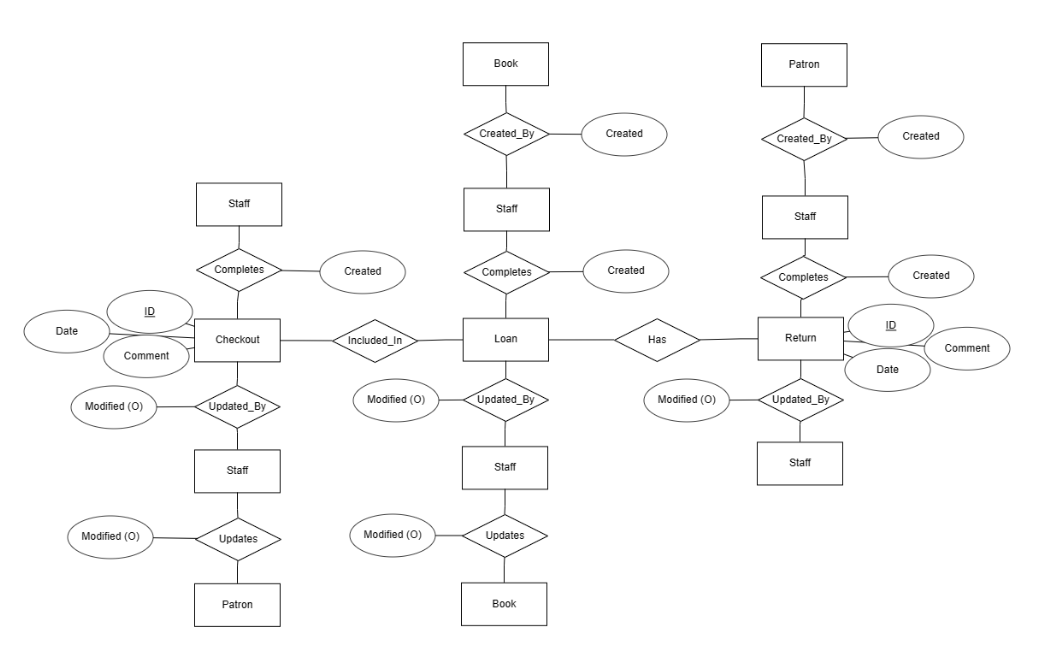 Book
Patron
Created_By
Created
Created_By
Created
Staff
Staff
Staff
Completes
Created
Completes
Created
Completes
Created
ID
Date
Checkout
Comment
Included_In
Loan
Has
Return
ID
Comment
Date
Modified (O)
Updated_By
Modified (O)
Updated_By
Modified (O)
Updated_By
Staff
Staff
Staff
Modified (O)
Updates
Modified (O)
Updates
Patron
Book